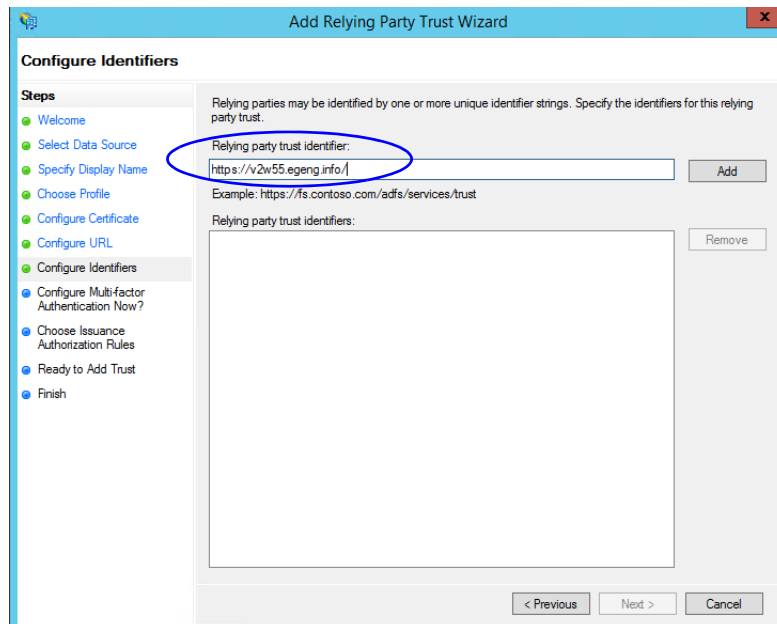 Add Relying Party Trust Wizard
x
Configure Identifiers
Steps
Welcome
Select Data Source
Specify Display Name
Choose Profile
Configure Certificate
Configure URL
Configure Identifiers
Configure Multi-factor
Authentication Now?
Choose Issuance
Authorization Rules
Ready to Add Trust
Finish
Relying parties may be identified by one or more unique identifier strings. Specify the identifiers for this relying
party trust.
Relying party trust identifier:
https://v2w55.egeng.info/
Add
Example: https://fs.contoso.com/adfs/services/trust
Relying party trust identifiers:
Remove
< Previous
Next >
Cancel